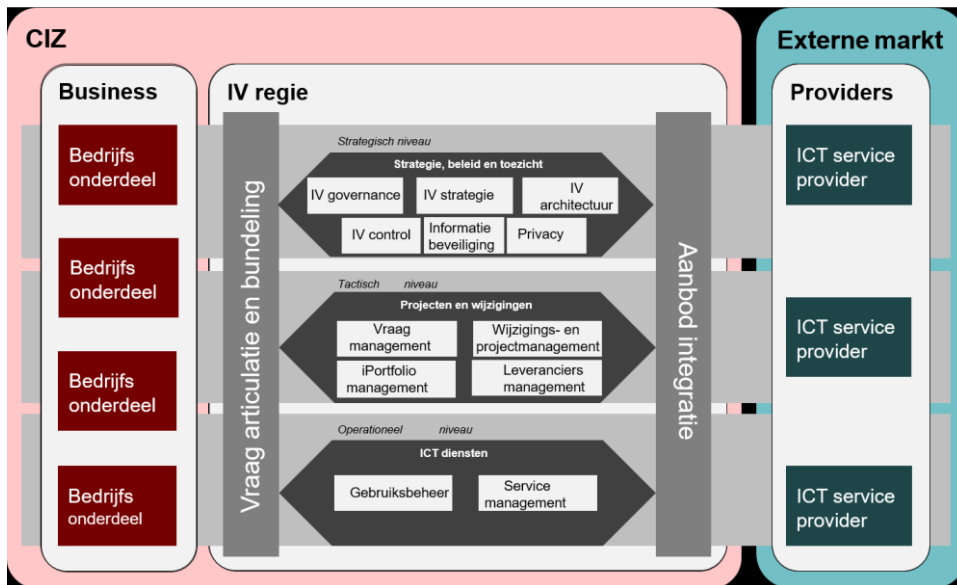 CIZ
Business
Bedrijfs
onderdeel
Bedrijfs
onderdeel
Bedrijfs
onderdeel
Bedrijfs
onderdeel
IV regie
Vraag articulatie en bundeling
Strategisch niveau
Strategie, beleid en toezicht
IV governance
IV strategie
IV
architectuur
IV control
Informatie
beveiliging
Privacy
Tactisch niveau
Projecten en wijzigingen
Vraag
management
Wijzigings- en
projectmanagement
iPortfolio
management
Leveranciers
management
Operationeel niveau
ICT diensten
Gebruiksbeheer
Service
management
Aanbod integratie
Externe markt
Providers
ICT service
provider
ICT service
provider
ICT service
provider